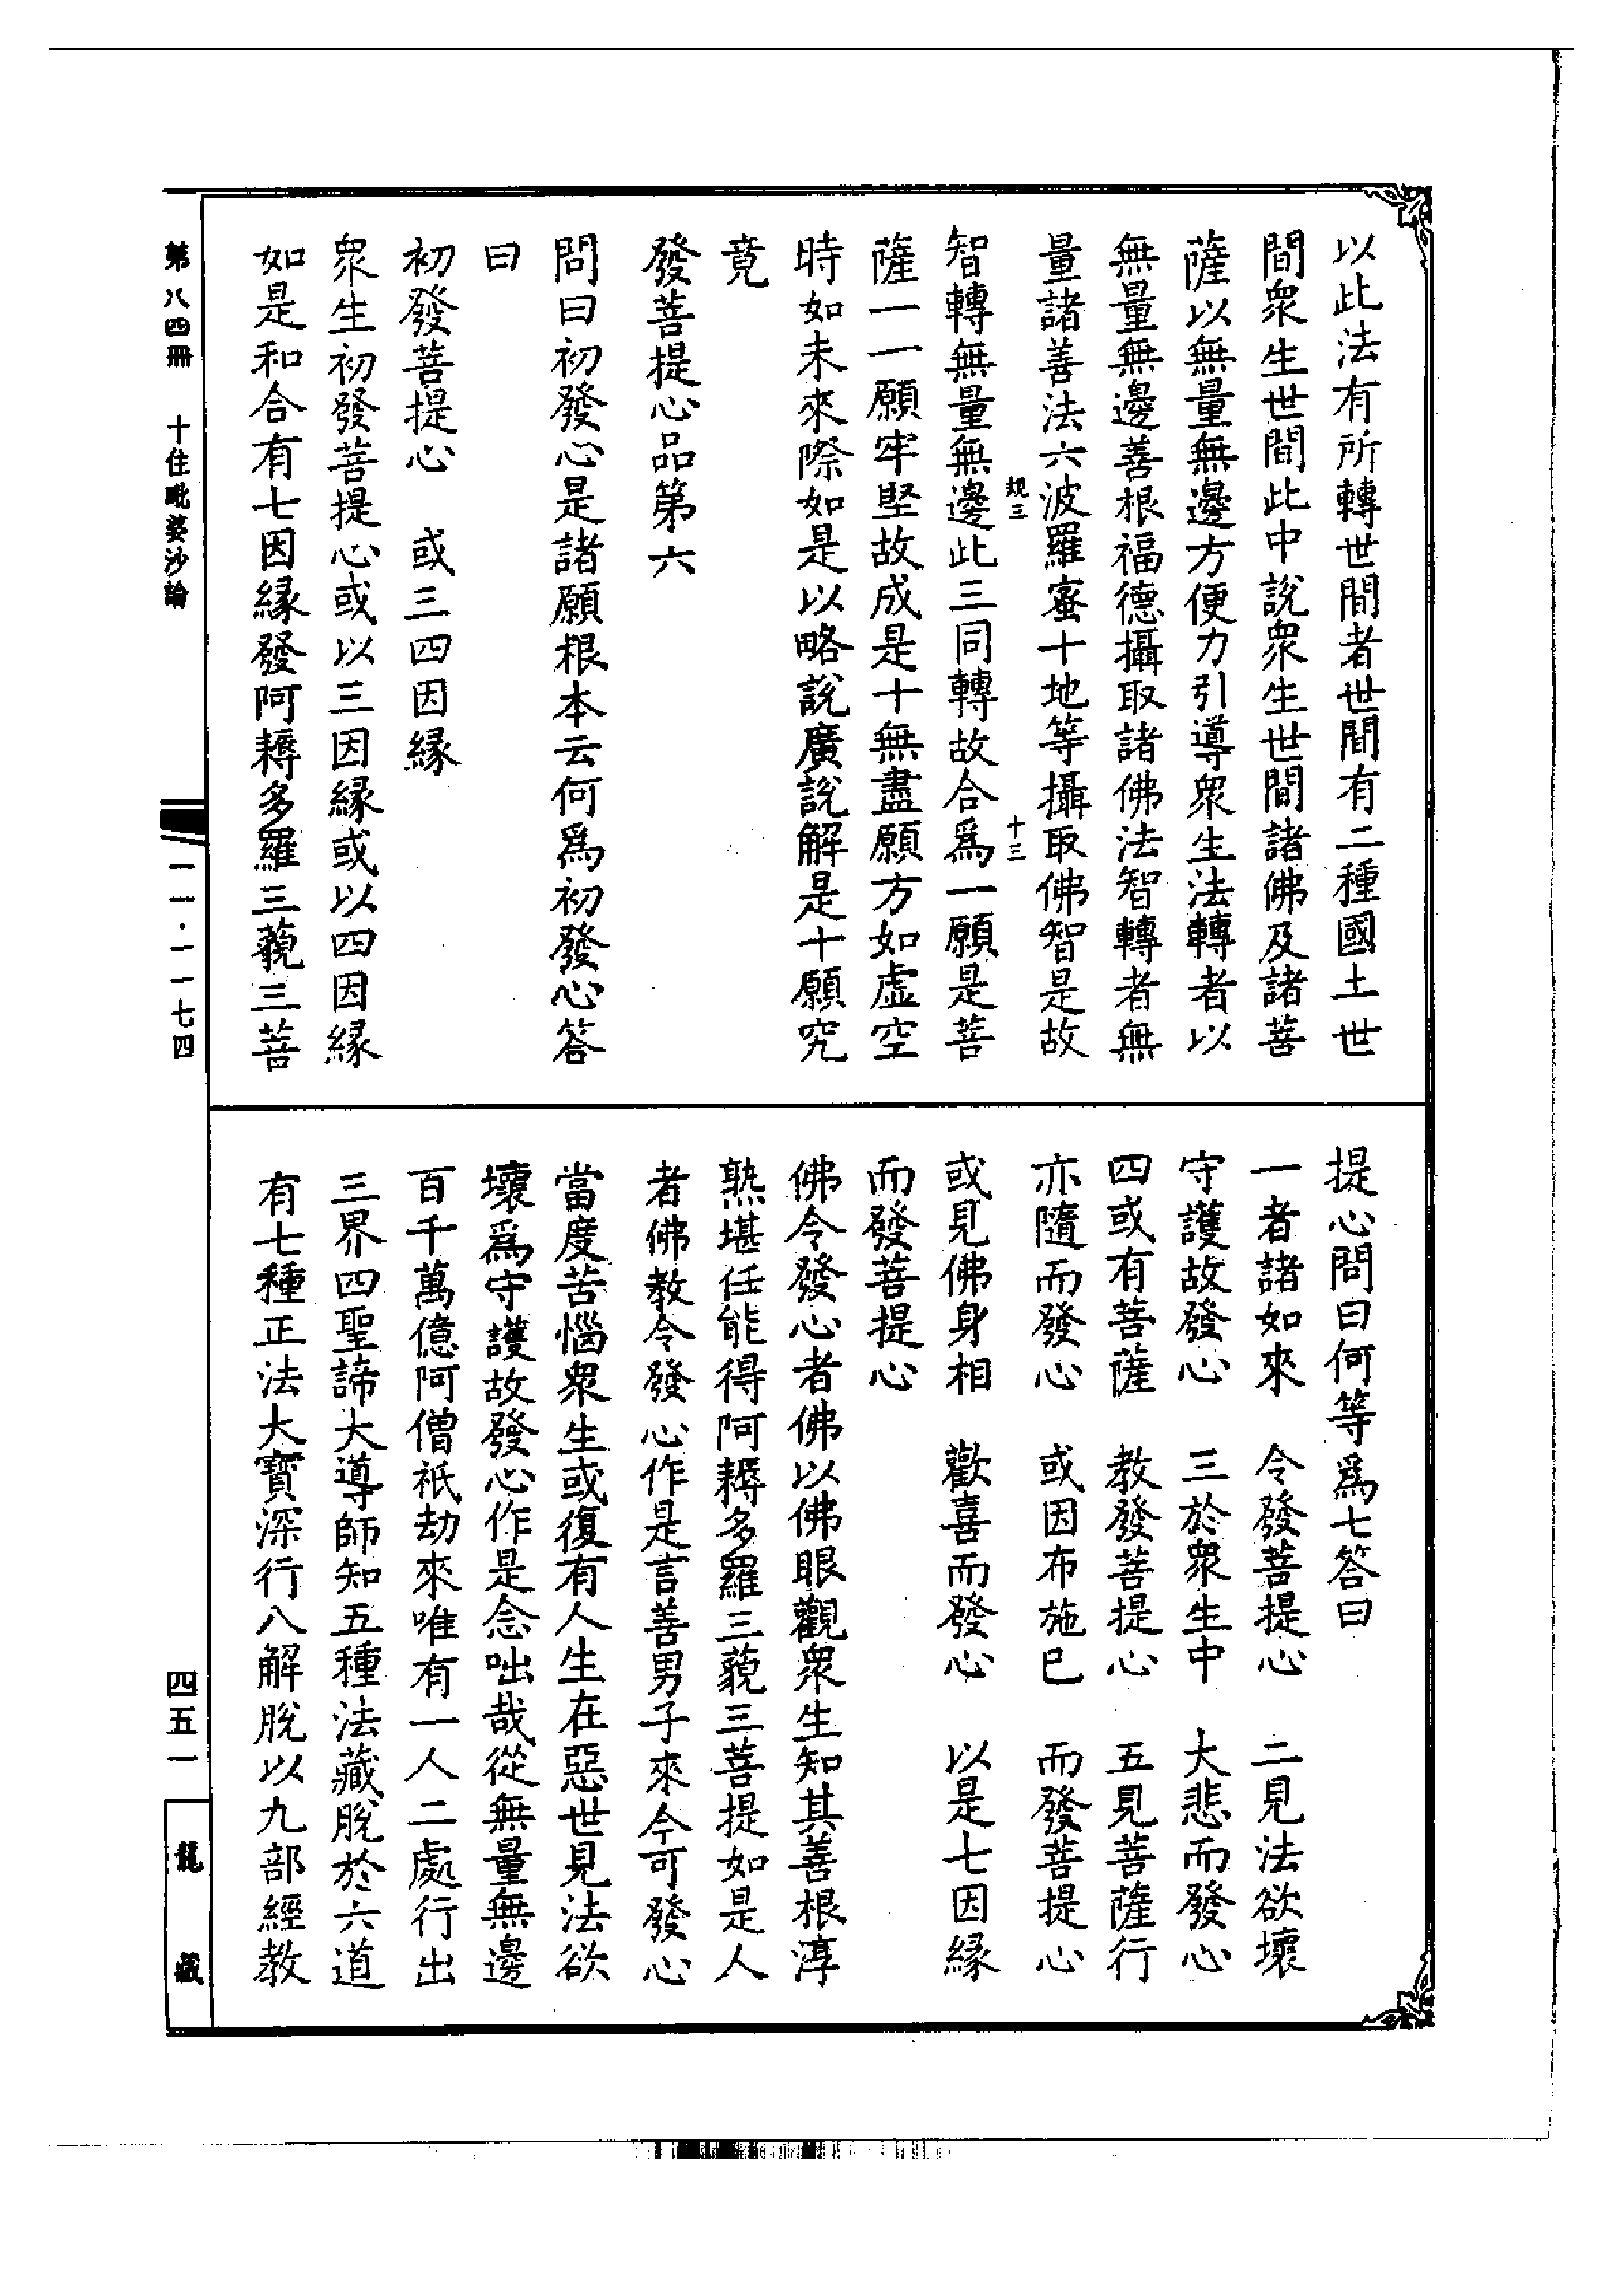 以此法有所轉世間者世間有二種國土世
間衆生世間此中說衆生世間諸佛及諸菩
薩以無量無邊方便力引導衆生法轉者以
無量無邊善根福德攝取諸佛法智轉者無
量諸善法六波羅蜜十地等攝取佛智是故
三 十三
智轉無量無邊此三同轉故合爲一願是菩
薩一一願牢堅故成是十無盡願方如虛空
時如未來際如是以略說廣說解是十願究
竟
發菩提心品第六
問曰初發心是諸願根本云何爲初發心答
曰
初發菩提心 或三四因緣
衆生初發菩提心或以三因緣或以四因緣
如是和合有七因緣發阿耨多羅三藐三菩
提心問曰何等爲七答曰
一者諸如來 令發菩提心 二見法欲壞
守護故發心 三於衆生中 大悲而發心
四或有菩薩 教發菩提心 五見菩薩行
亦隨而發心 或因布施已 而發菩提心
或見佛身相 歡喜而發心 以是七因緣
而發菩提心
佛令發心者佛以佛眼觀衆生知其善根淳
熟堪任能得阿耨多羅三藐三菩提如是人
者佛教令發心作是言善男子來今可發心
當度苦惱衆生或復有人生在惡世見法欲
壞爲守護故發心作是念咄哉從無量無邊
百千萬億阿僧祇劫來唯有一人二處行出
三界四聖諦大導師知五種法藏脫於六道
有七種正法大寶深行八解脫以九部經教
第八四冊 十住毗婆沙論
一一·一一七四
四五一
龍藏